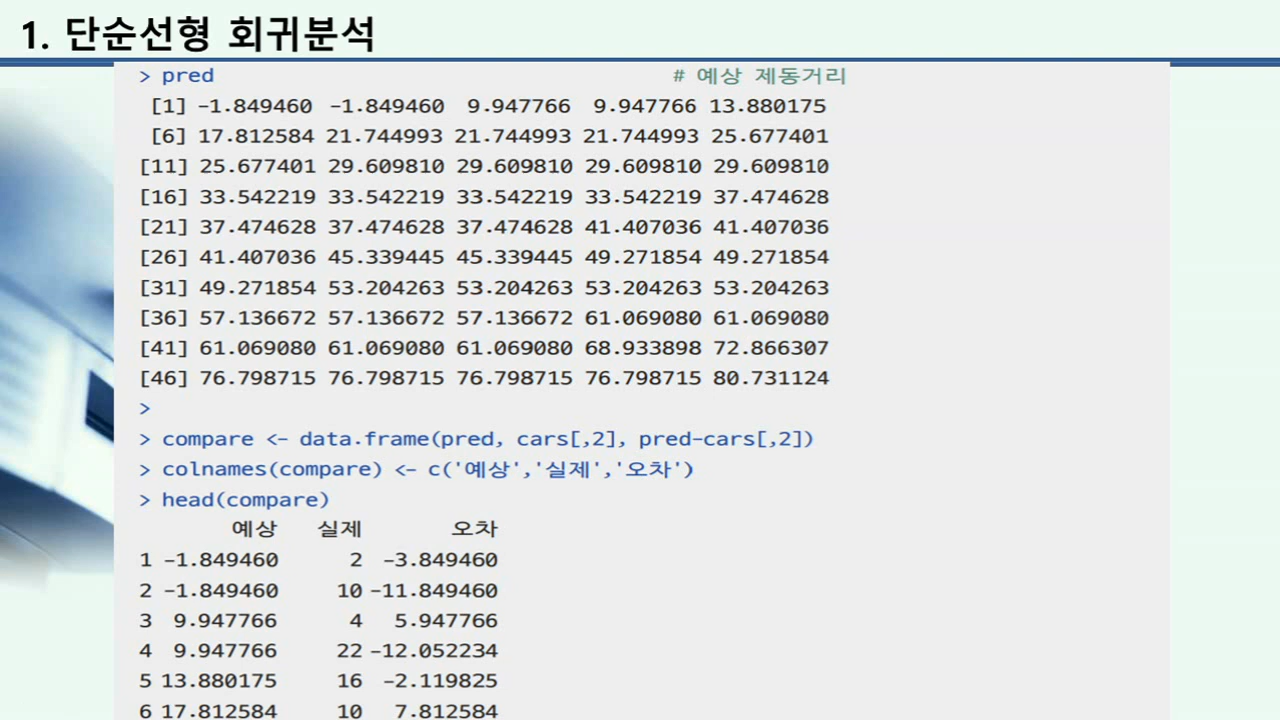 1. 단순선형 회귀분석
> pred # 예상 제동거리
[1] -1.849460 -1.849460 9.947766 9.947766 13.880175
[6] 17.812584 21.744993 21.744993 21.744993 25.677401
[11] 25.677401 29.609810 29.609810 29.609810 29.609810
[16] 33.542219 33.542219 33.542219 33.542219 37.474628
[21] 37.474628 37.474628 37.474628 41.407036 41.407036
[26] 41.407036 45.339445 45.339445 49.271854 49.271854
[31] 49.271854 53.204263 53.204263 53.204263 53.204263
[36] 57.136672 57.136672 57.136672 61.069080 61.069080
[41] 61.069080 61.069080 61.069080 68.933898 72.866307
[46] 76.798715 76.798715 76.798715 76.798715 80.731124
>
> compare <- data.frame(pred, cars[,2], pred-cars[,2])
> colnames(compare) <- c('예상','실제','오차')
> head(compare)
예상 실제 오차
1 -1.849460 2 -3.849460
2 -1.849460 10 -11.849460
3 9.947766 4 5.947766
4 9.947766 22 -12.052234
5 13.880175 16 -2.119825
6 17.812584 10 7.812584